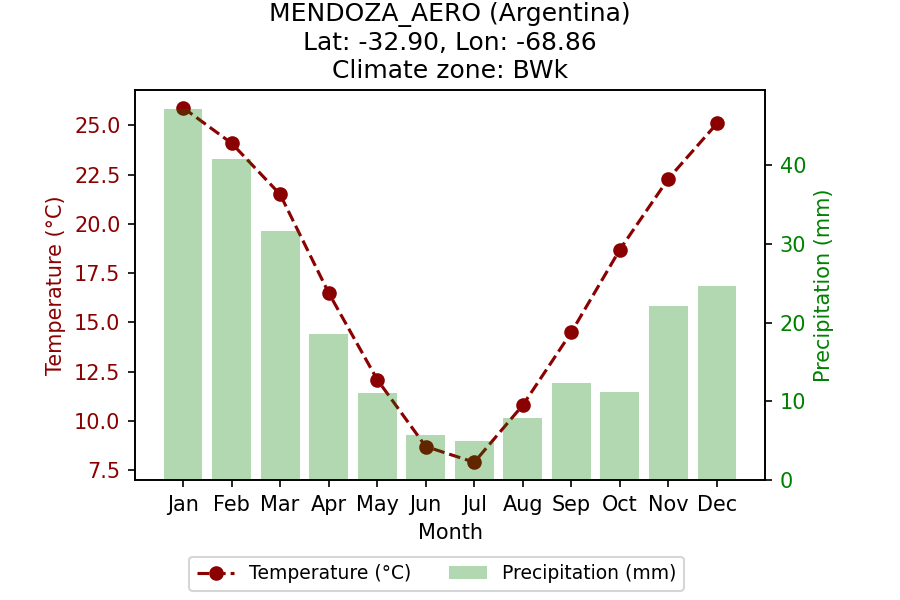 MENDOZA_AERO (Argentina)
Lat: -32.90, Lon: -68.86
Climate zone: BWk
Temperature (°C)
25.0
22.5
20.0
17.5
15.0
12.5
10.0
7.5
40
30
20
10
0
Precipitation (mm)
Jan Feb Mar Apr May Jun Jul Aug Sep Oct Nov Dec
Month
Temperature (°C) Precipitation (mm)